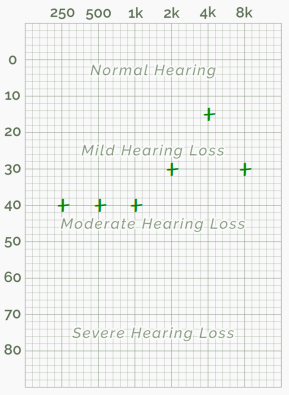 250 500 1k 2k 4k 8k
0
Normal Hearing
10
20
Mild Hearing Loss
30
40
Moderate Hearing Loss
50
60
70
Severe Hearing Loss
80